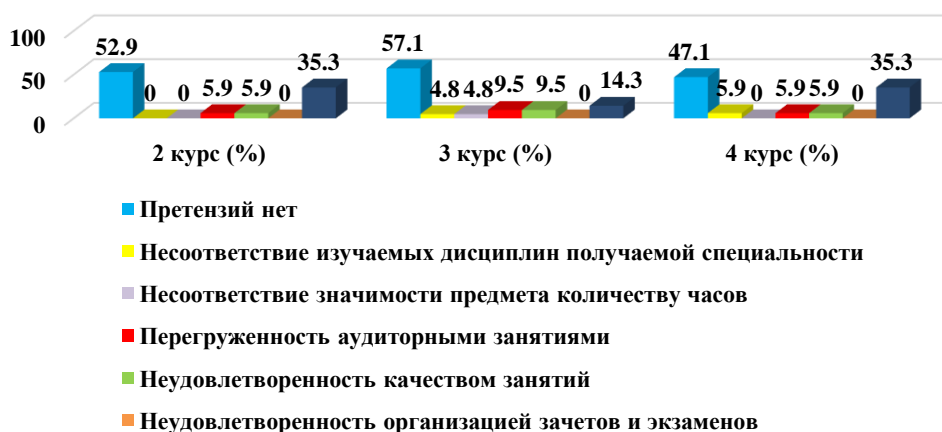 100
50
0
52.9
0
0
5.9
5.9
0
35.3
57.1
4.8
4.8
9.5
9.5
0
14.3
47.1
5.9
0
5.9
5.9
0
35.3
2 курс (%)
3 курс (%)
4 курс (%)
Претензий нет
Несоответствие изучаемых дисциплин получаемой специальности
Несоответствие значимости предмета количеству часов
Перегруженность аудиторными занятиями
Неудовлетворенность качеством занятий
Неудовлетворенность организацией зачетов и экзаменов